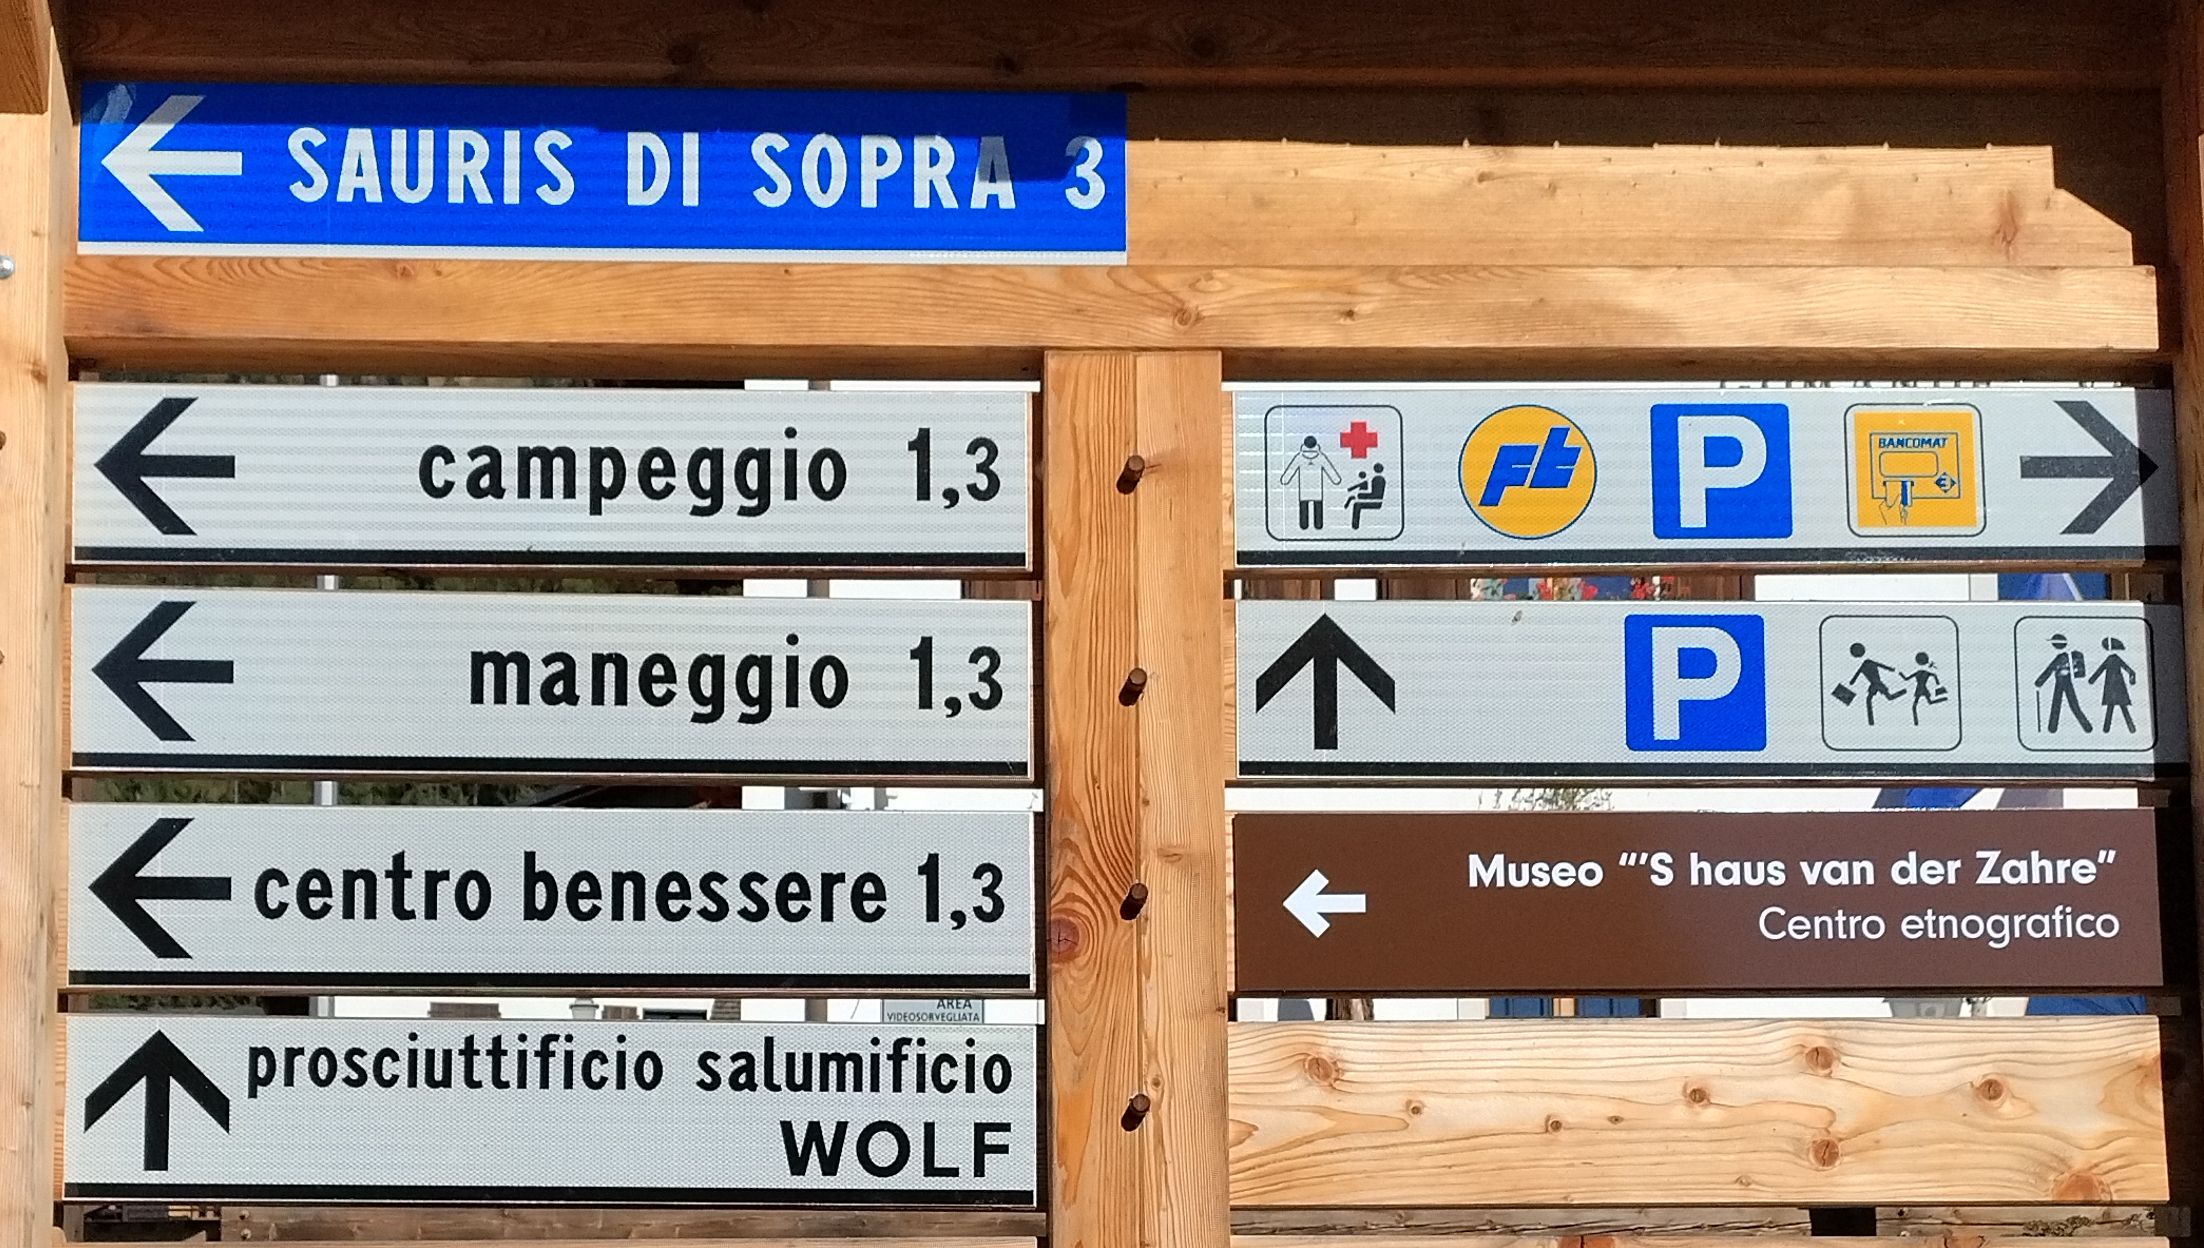 SAURIS DI SOPRA 3
campeggio 1,3
maneggio 1,3
centro benessere 1,3
AREA
VIDEOSORVEGLIATA
prosciuttificio salumificio
WOLF
Pt P BANCOMAT
P
Museo “'S haus van der Zahre”
Centro etnografico